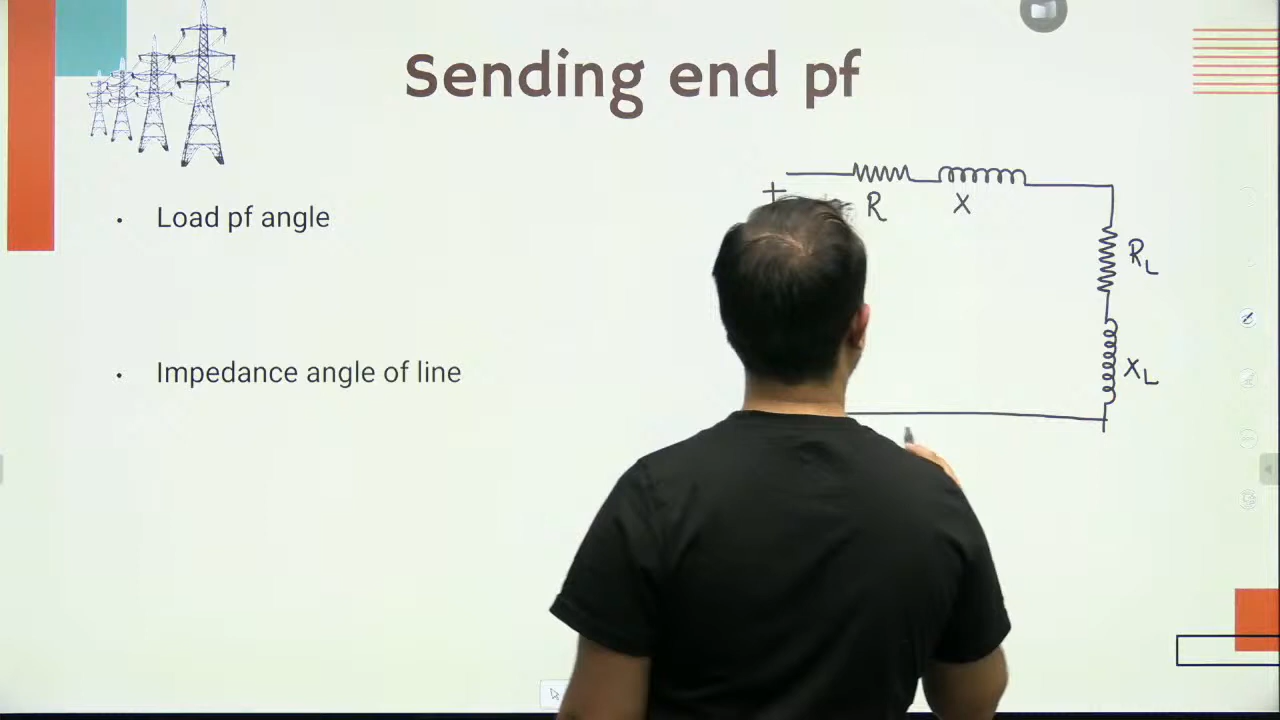 Sending end pf
• Load pf angle
• Impedance angle of line
+
R
X
R_L
X_L